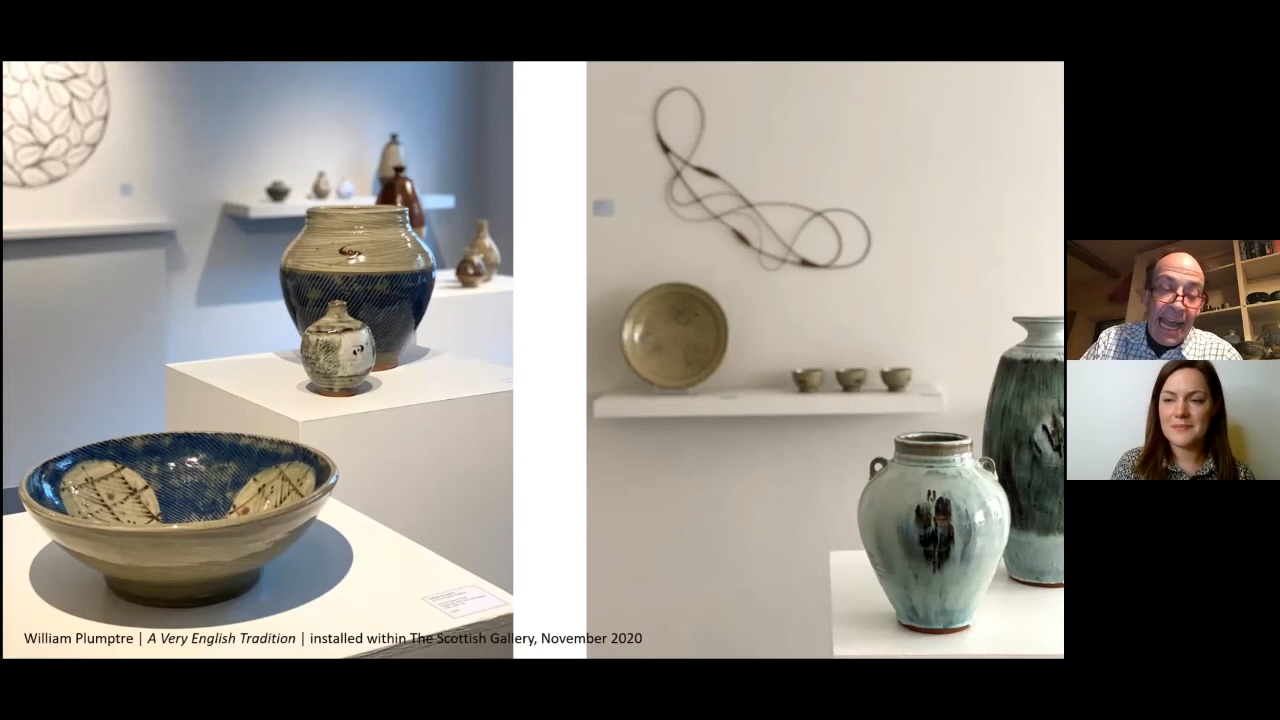 William Plumptre | A Very English Tradition | installed within The Scottish Gallery, November 2020